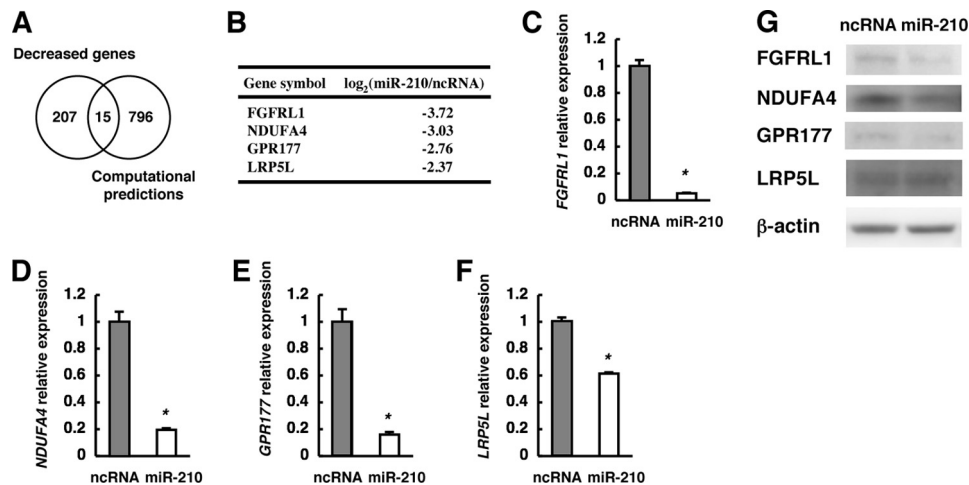 A
Decreased genes
207 15 796
Computational
predictions
B
Gene symbol log2(miR-210/ncRNA)
FGFRL1 -3.72
NDUFA4 -3.03
GPR177 -2.76
LRP5L -2.37
C
FGFRL1 relative expression
1.2
1
0.8
0.6
0.4
0.2
0
*
ncRNA miR-210
G
ncRNA miR-210
FGFRL1
NDUFA4
GPR177
LRP5L
β-actin
D
NDUFA4 relative expression
1.2
1
0.8
0.6
0.4
0.2
0
*
ncRNA miR-210
E
GPR177 relative expression
1.2
1
0.8
0.6
0.4
0.2
0
*
ncRNA miR-210
F
LRP5L relative expression
1.2
1
0.8
0.6
0.4
0.2
0
*
ncRNA miR-210